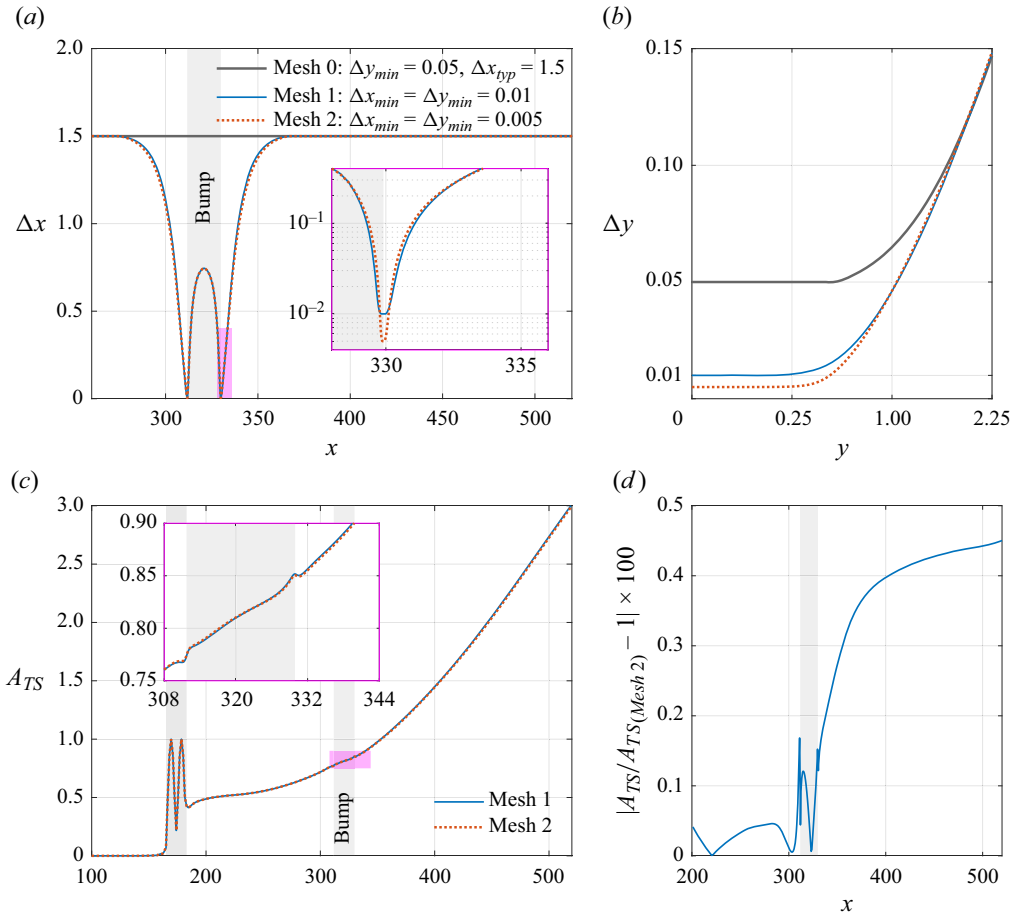 (a)
2.0
1.5
1.0
0.5
0
Δx
Mesh 0: Δy_min = 0.05, Δx_typ = 1.5
Mesh 1: Δx_min = Δy_min = 0.01
Mesh 2: Δx_min = Δy_min = 0.005
Bump
10^−1
10^−2
330 335
300 350 400 450 500
x
(b)
0.15
0.10
0.05
0.01
Δy
0 0.25 1.00 2.25
y
(c)
3.0
2.5
2.0
1.5
1.0
0.5
0
A_TS
0.90
0.85
0.80
0.75
308 320 332 344
Bump
Mesh 1
Mesh 2
100 200 300 400 500
(d)
0.5
0.4
0.3
0.2
0.1
0
|A_TS/A_TS(Mesh 2) − 1| × 100
200 300 400 500
x